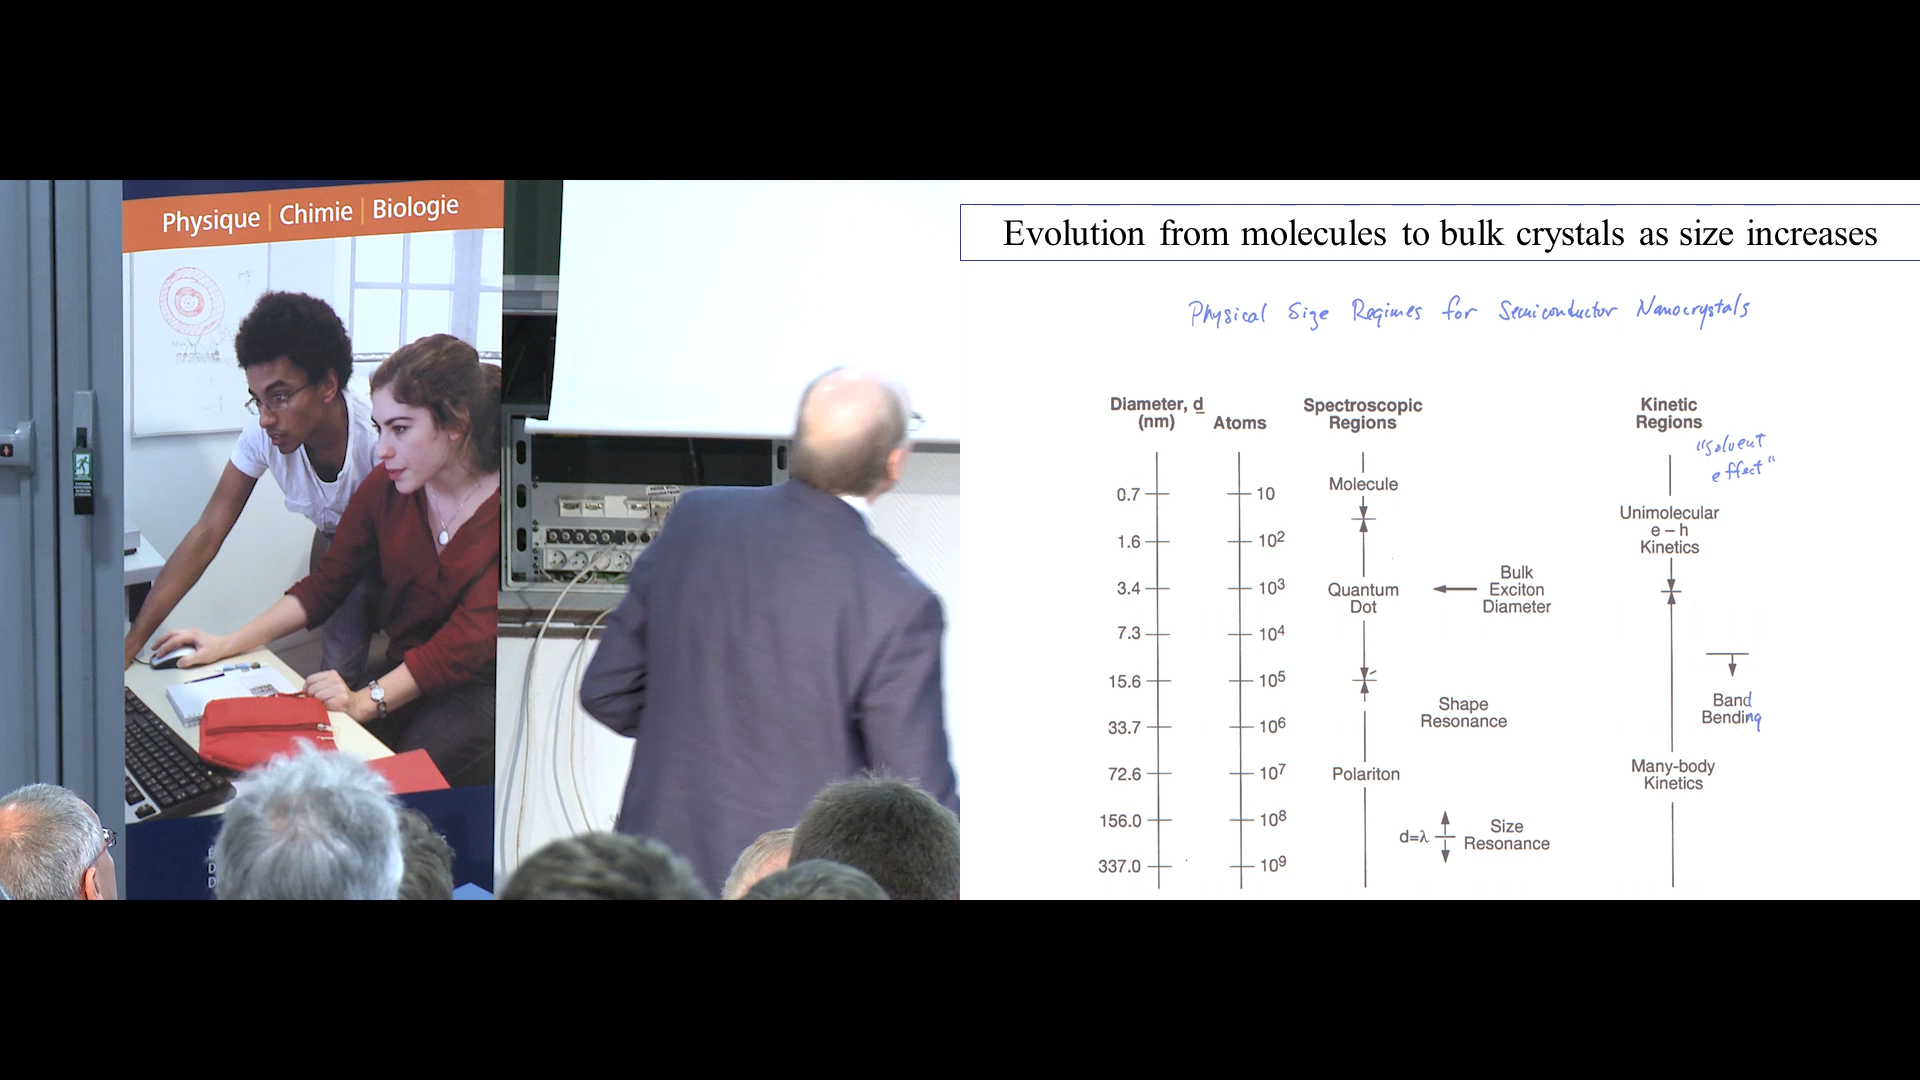 Physique | Chimie | Biologie
Evolution from molecules to bulk crystals as size increases
Physical Size Regimes for Semiconductor Nanocrystals
Diameter, d
(nm)
Atoms
Spectroscopic
Regions
Kinetic
Regions
"Solvent
effect"
Molecule
0.7
10
Unimolecular
e – h
Kinetics
1.6
10²
3.4
10³
Quantum
Dot
Bulk
Exciton
Diameter
7.3
10⁴
15.6
10⁵
Shape
Resonance
Band
Bending
33.7
10⁶
72.6
10⁷
Polariton
Many-body
Kinetics
156.0
10⁸
d=λ
Size
Resonance
337.0
10⁹